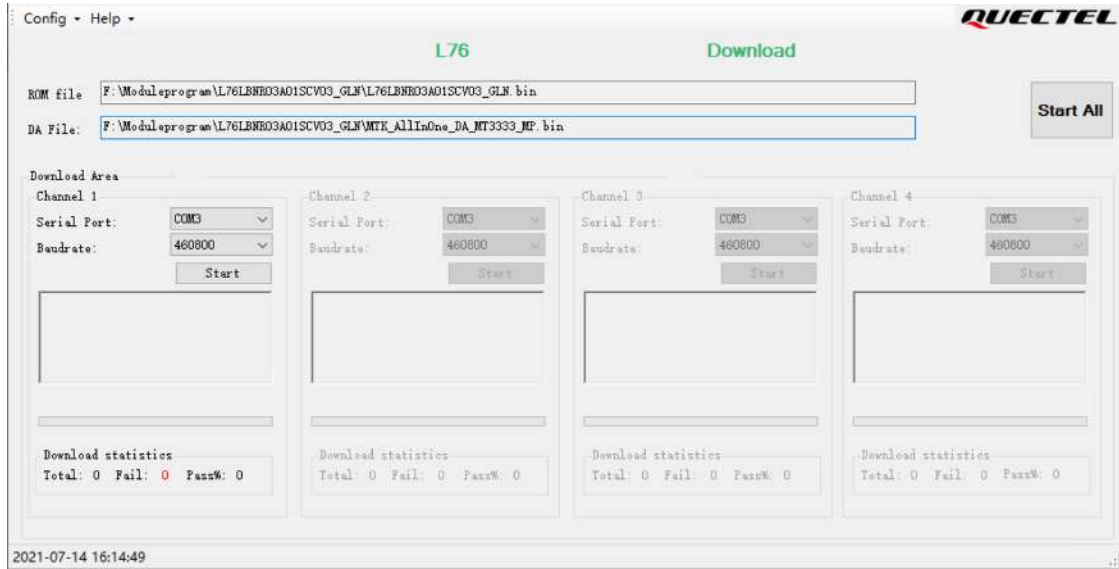 Config Help
QUECTEL
L76 Download
ROM file F:\Moduleprogram\L76LBNR03A01SCV03_GLN\L76LBNR03A01SCV03_GLN.bin
Start All
DA File: F:\Moduleprogram\L76LBNR03A01SCV03_GLN\MTK_AllInOne_DA_MT3333_MP.bin
Download Area
Channel 1
Serial Port: COM3
Baudrate: 460800
Start
Download statistics
Total: 0 Fail: 0 Pass%: 0
Channel 2
Serial Port: COM3
Baudrate: 460800
Start
Download statistics
Total: 0 Fail: 0 Pass%: 0
Channel 3
Serial Port: COM3
Baudrate: 460800
Start
Download statistics
Total: 0 Fail: 0 Pass%: 0
Channel 4
Serial Port: COM3
Baudrate: 460800
Start
Download statistics
Total: 0 Fail: 0 Pass%: 0
2021-07-14 16:14:49